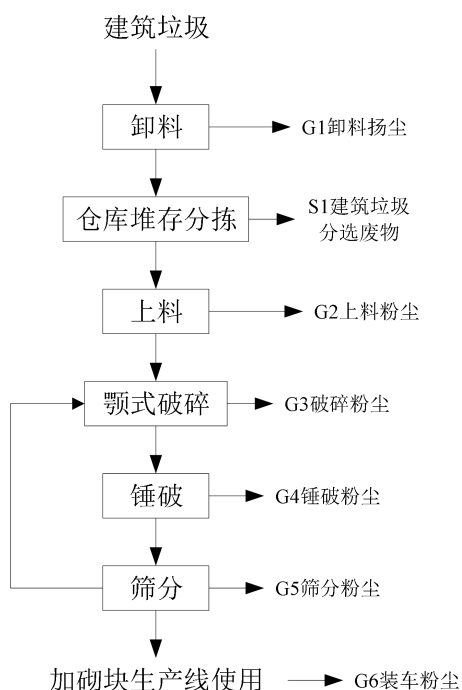 建筑垃圾
卸料
G1卸料扬尘
仓库堆存分拣
S1建筑垃圾
分选废物
上料
G2上料粉尘
颚式破碎
G3破碎粉尘
锤破
G4锤破粉尘
筛分
G5筛分粉尘
加砌块生产线使用
G6装车粉尘